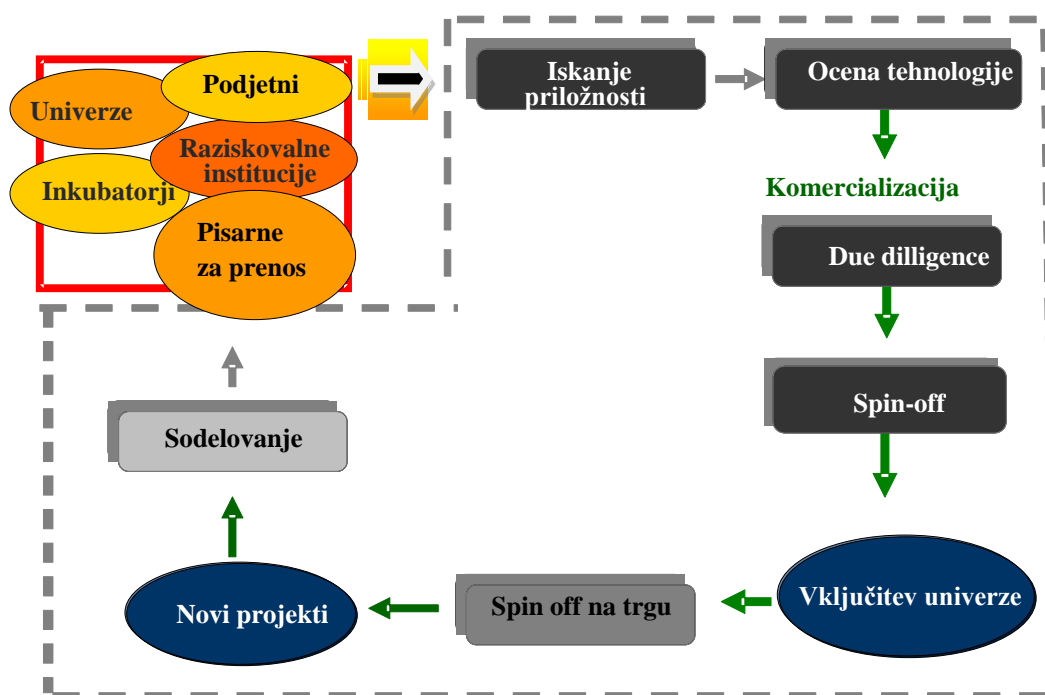 Podjetni
Univerze
Raziskovalne
institucije
Inkubatorji
Pisarne
za prenos
Iskanje
priložnosti
Ocena tehnologije
Komercializacija
Due dilligence
Spin-off
Vključitev univerze
Spin off na trgu
Novi projekti
Sodelovanje